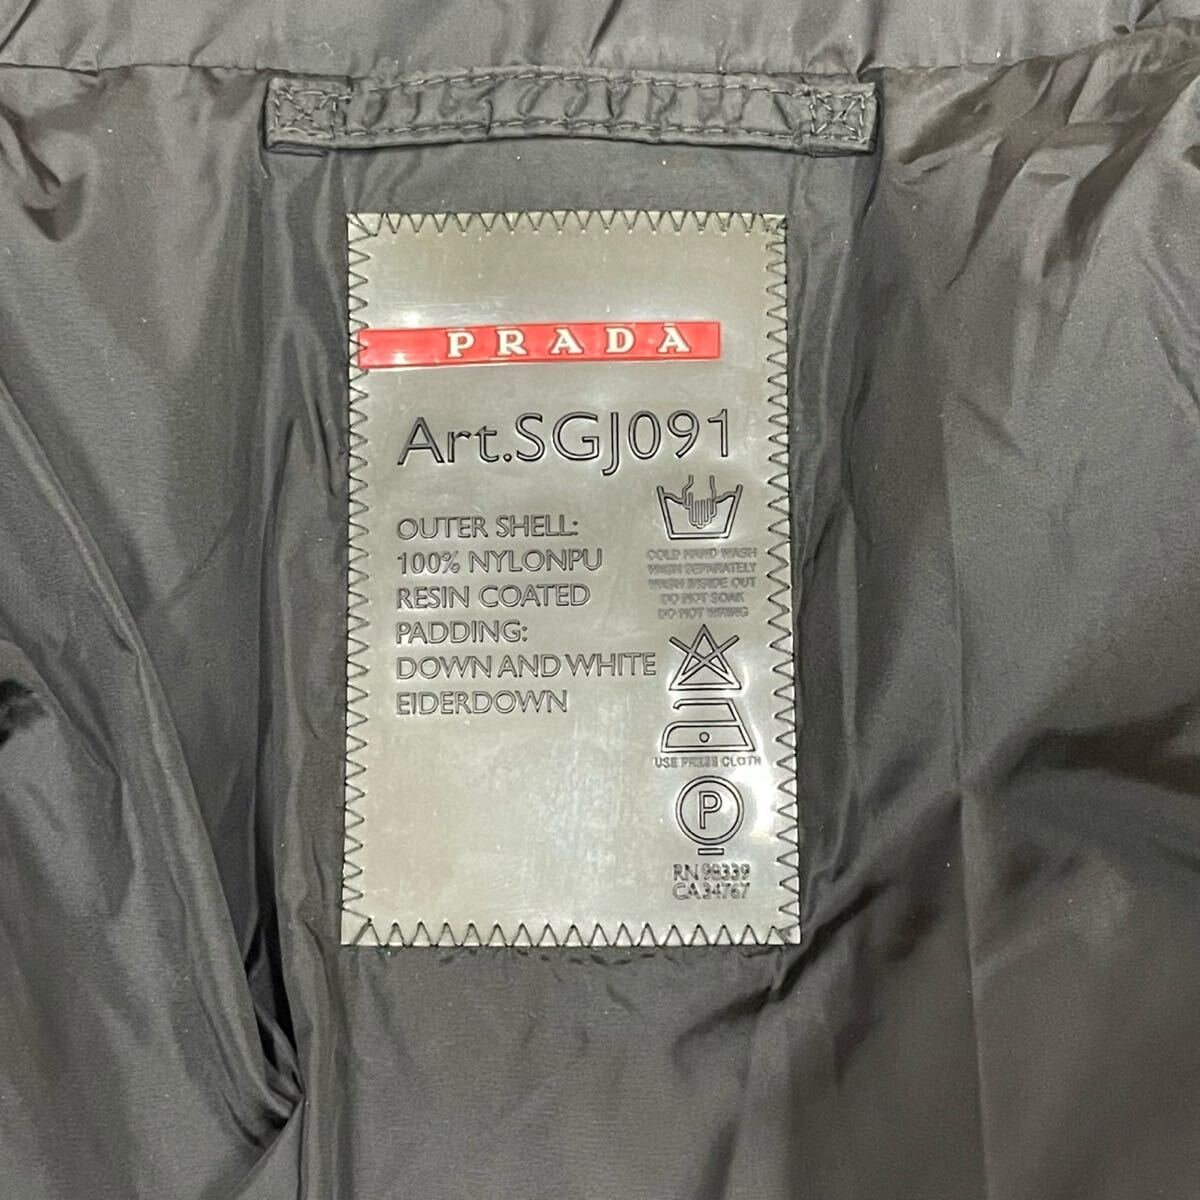 PRADA
Art.SGJ091
OUTER SHELL:
100% NYLONPU
RESIN COATED
PADDING:
DOWN AND WHITE
EIDERDOWN
COLD HAND WASH
WASH SEPARATELY
WASH INSIDE OUT
DO NOT SOAK
DO NOT WRING
USE PRESS CLOTH
P
RN 98339
CA 34767